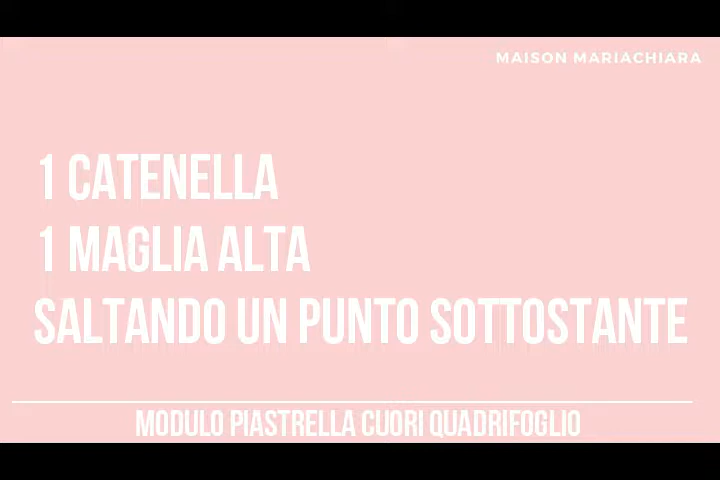 MAISON MARIACHIARA
1 CATENELLA
1 MAGLIA ALTA
SALTANDO UN PUNTO SOTTOSTANTE
MODULO PIASTRELLA CUORI QUADRIFOGLIO